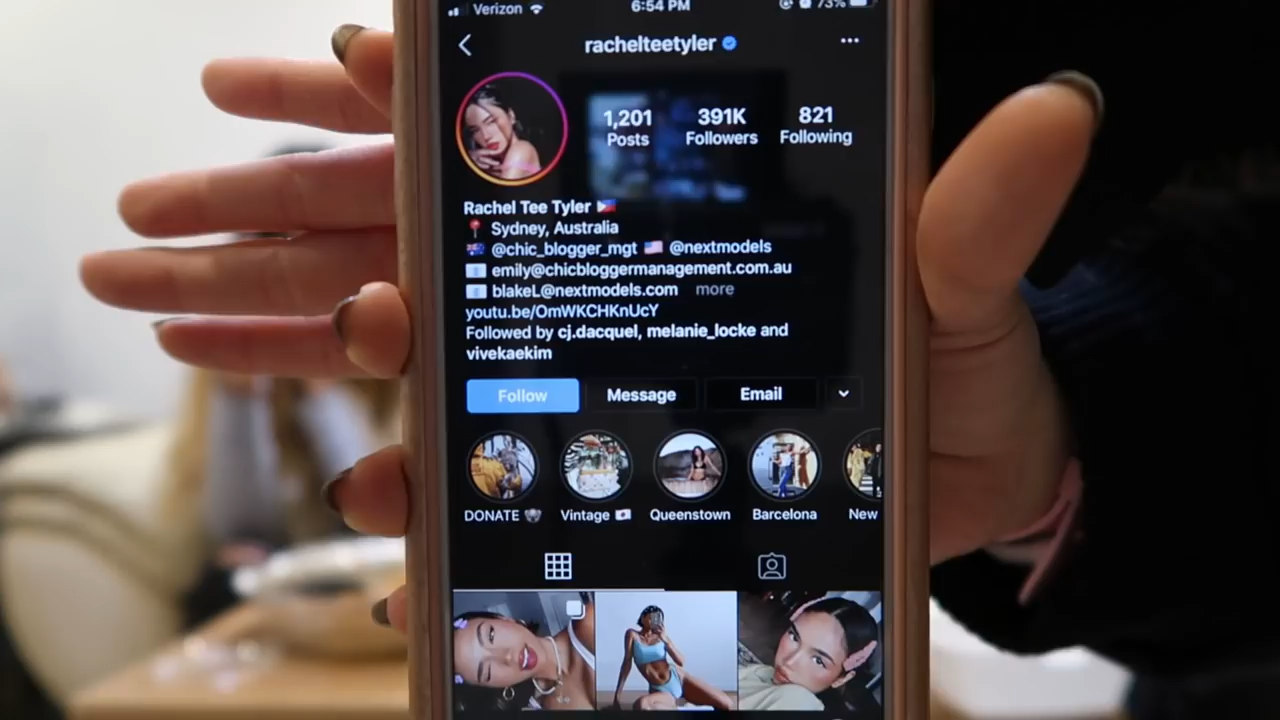 Verizon 6:54 PM 73%
rachelteetyler
1,201 391K 821
Posts Followers Following
Rachel Tee Tyler
Sydney, Australia
@chic_blogger_mgt @nextmodels
emily@chicbloggermanagement.com.au
blakeL@nextmodels.com more
youtu.be/OmWKCHKnUcY
Followed by cj.dacquel, melanie_locke and
vivekaekim
Follow Message Email
DONATE Vintage Queenstown Barcelona New